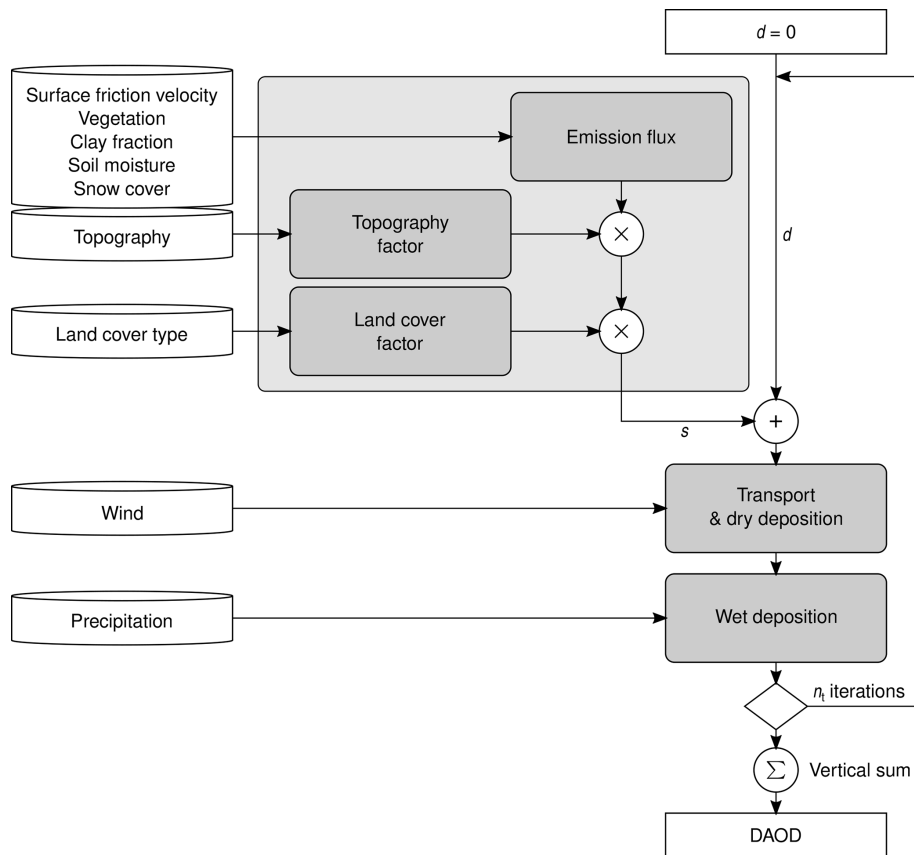 d = 0
Surface friction velocity
Vegetation
Clay fraction
Soil moisture
Snow cover
Emission flux
Topography
Topography
factor
×
d
Land cover type
Land cover
factor
×
s
+
Wind
Transport
& dry deposition
Precipitation
Wet deposition
nt iterations
Σ
Vertical sum
DAOD